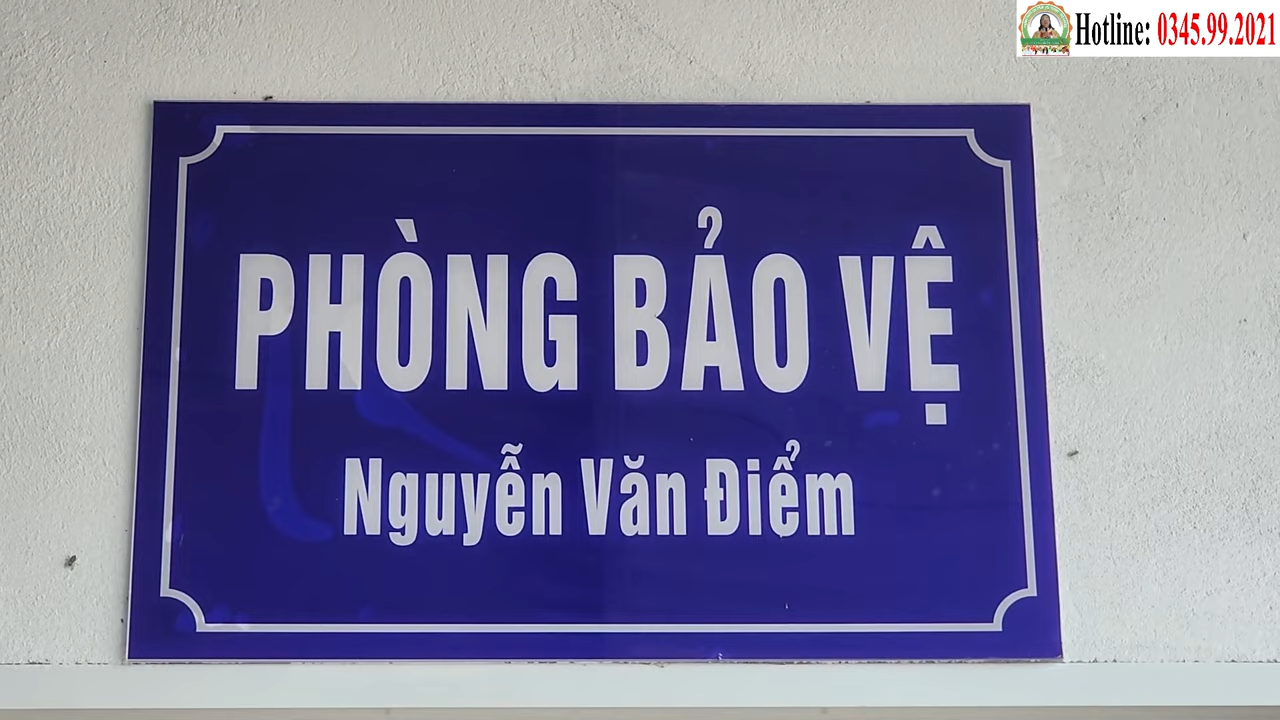 Hotline: 0345.99.2021
PHÒNG BẢO VỆ
Nguyễn Văn Điểm